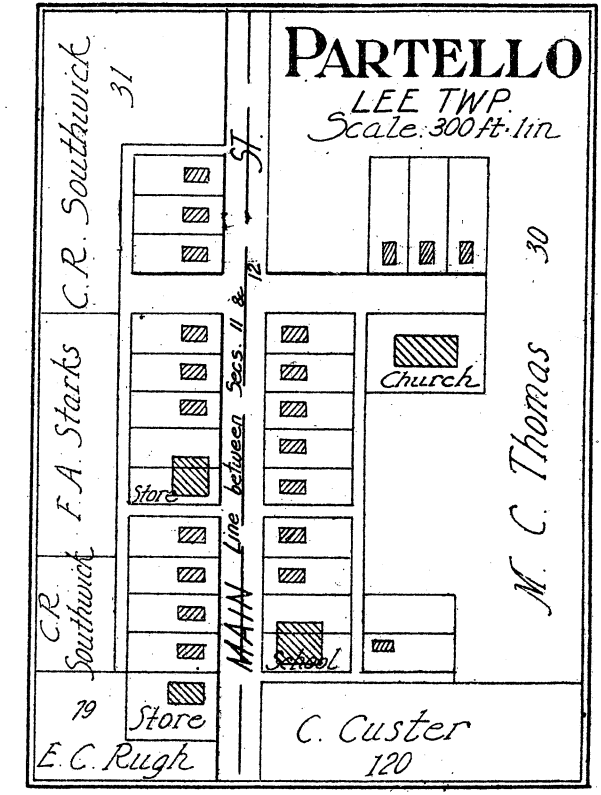 PARTELLO
LEE TWP.
Scale 300 ft. 1 in
C. R. Southwick
31
ST.
30
MAIN Line between Secs. 11 & 12
F. A. Starks
Church
M. C. Thomas
Store
C. R.
Southwick
School
19
Store
E. C. Rugh
C. Custer
120